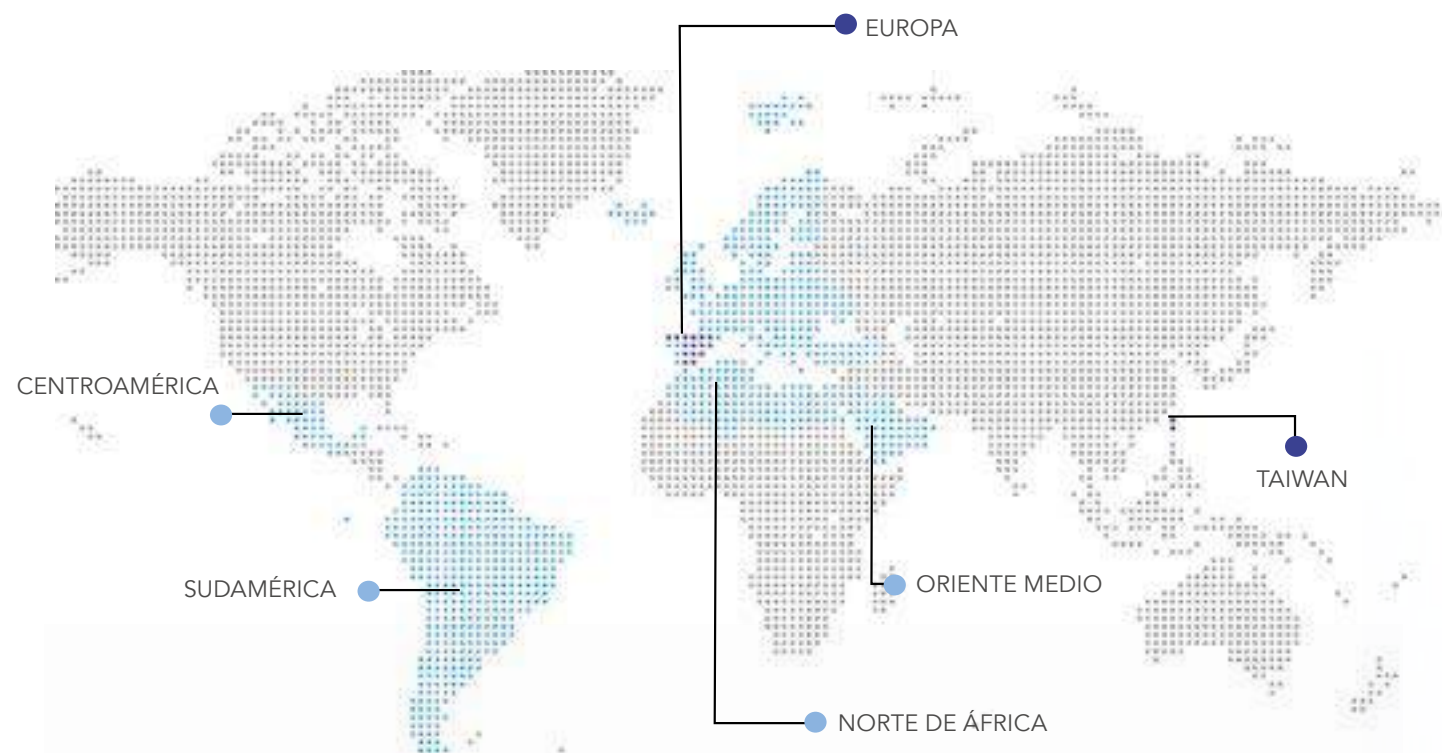 EUROPA
CENTROAMÉRICA
TAIWAN
SUDAMÉRICA
ORIENTE MEDIO
NORTE DE ÁFRICA